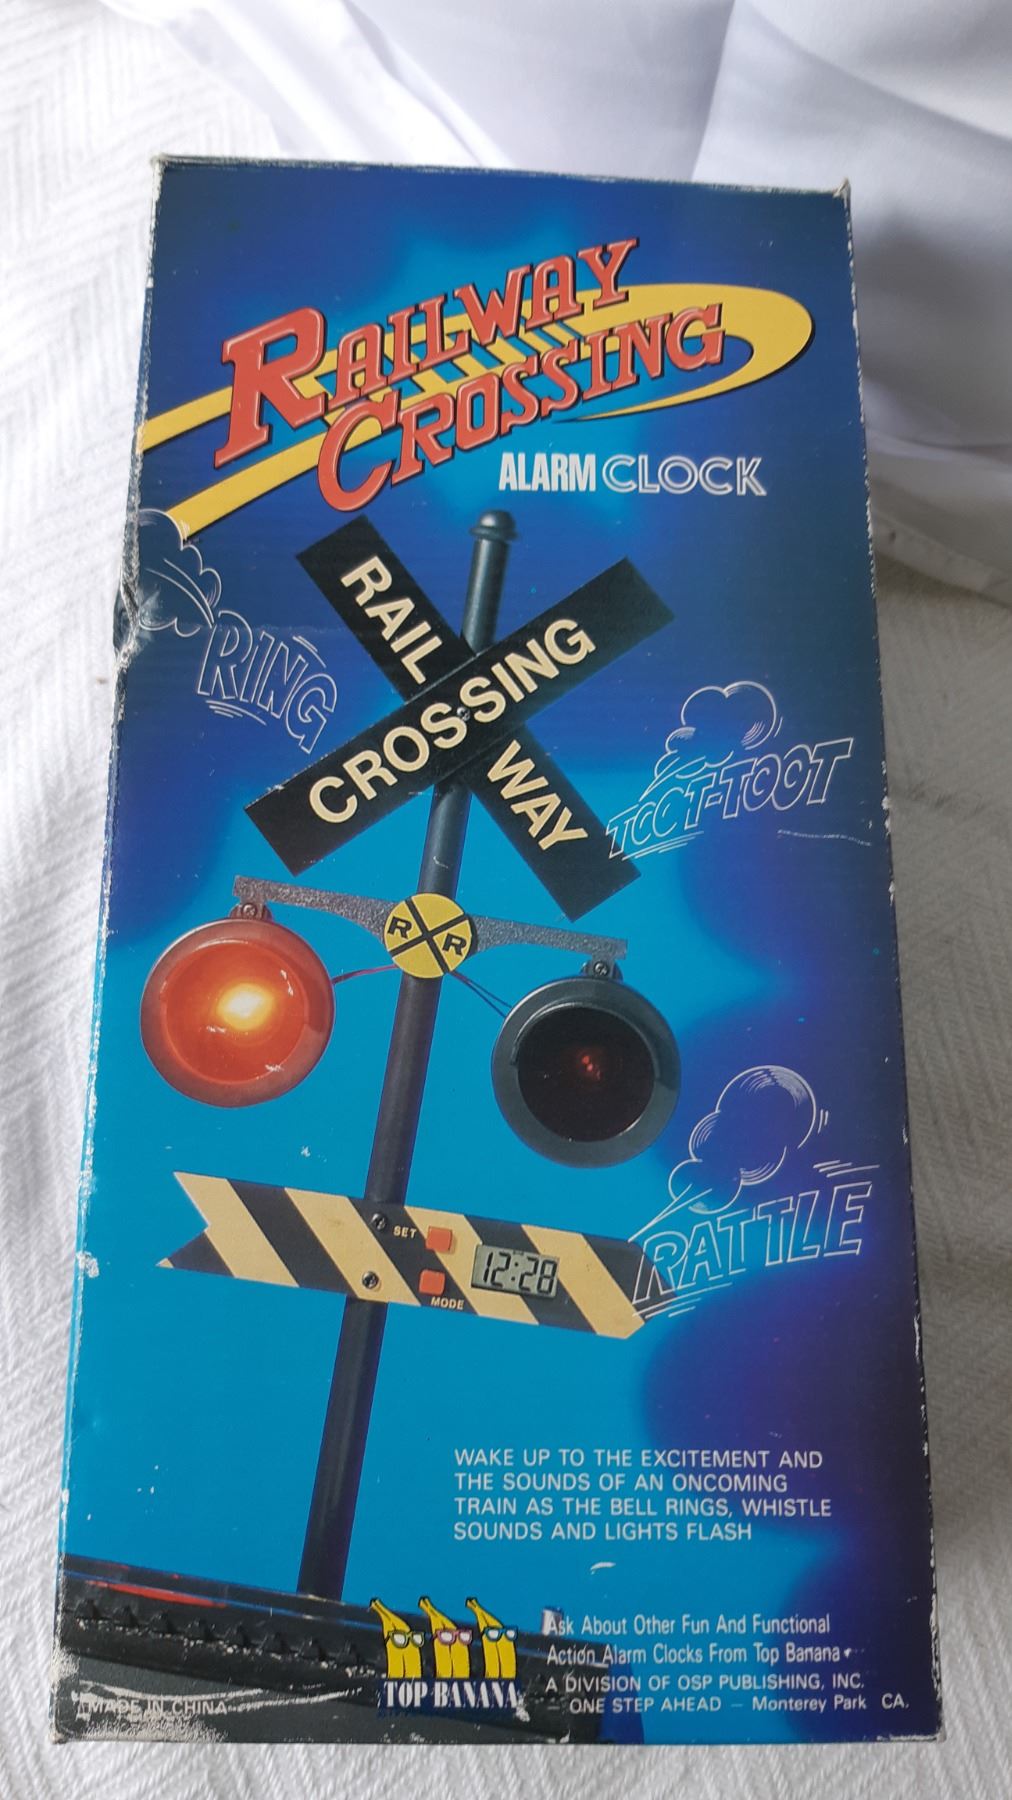 RAILWAY
CROSSING
ALARM CLOCK
RAIL
CROSSING
WAY
RING
TOOT-TOOT
R R
RATTLE
SET
12:28
MODE
WAKE UP TO THE EXCITEMENT AND
THE SOUNDS OF AN ONCOMING
TRAIN AS THE BELL RINGS, WHISTLE
SOUNDS AND LIGHTS FLASH
Ask About Other Fun And Functional
Action Alarm Clocks From Top Banana
A DIVISION OF OSP PUBLISHING, INC.
— ONE STEP AHEAD — Monterey Park CA.
TOP BANANA
MADE IN CHINA